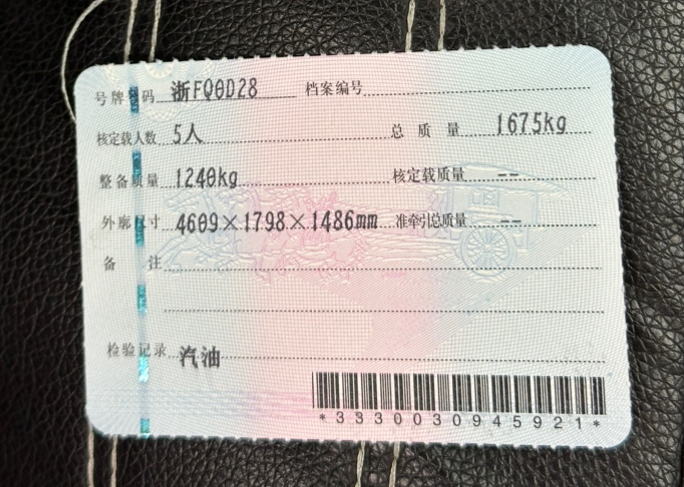 号牌号码 浙FQ0D28 档案编号
核定载人数 5人 总质量 1675kg
整备质量 1240kg 核定载质量 --
外廓尺寸 4609×1798×1486mm 准牵引总质量 --
备注
检验记录 汽油
*3330030945921*